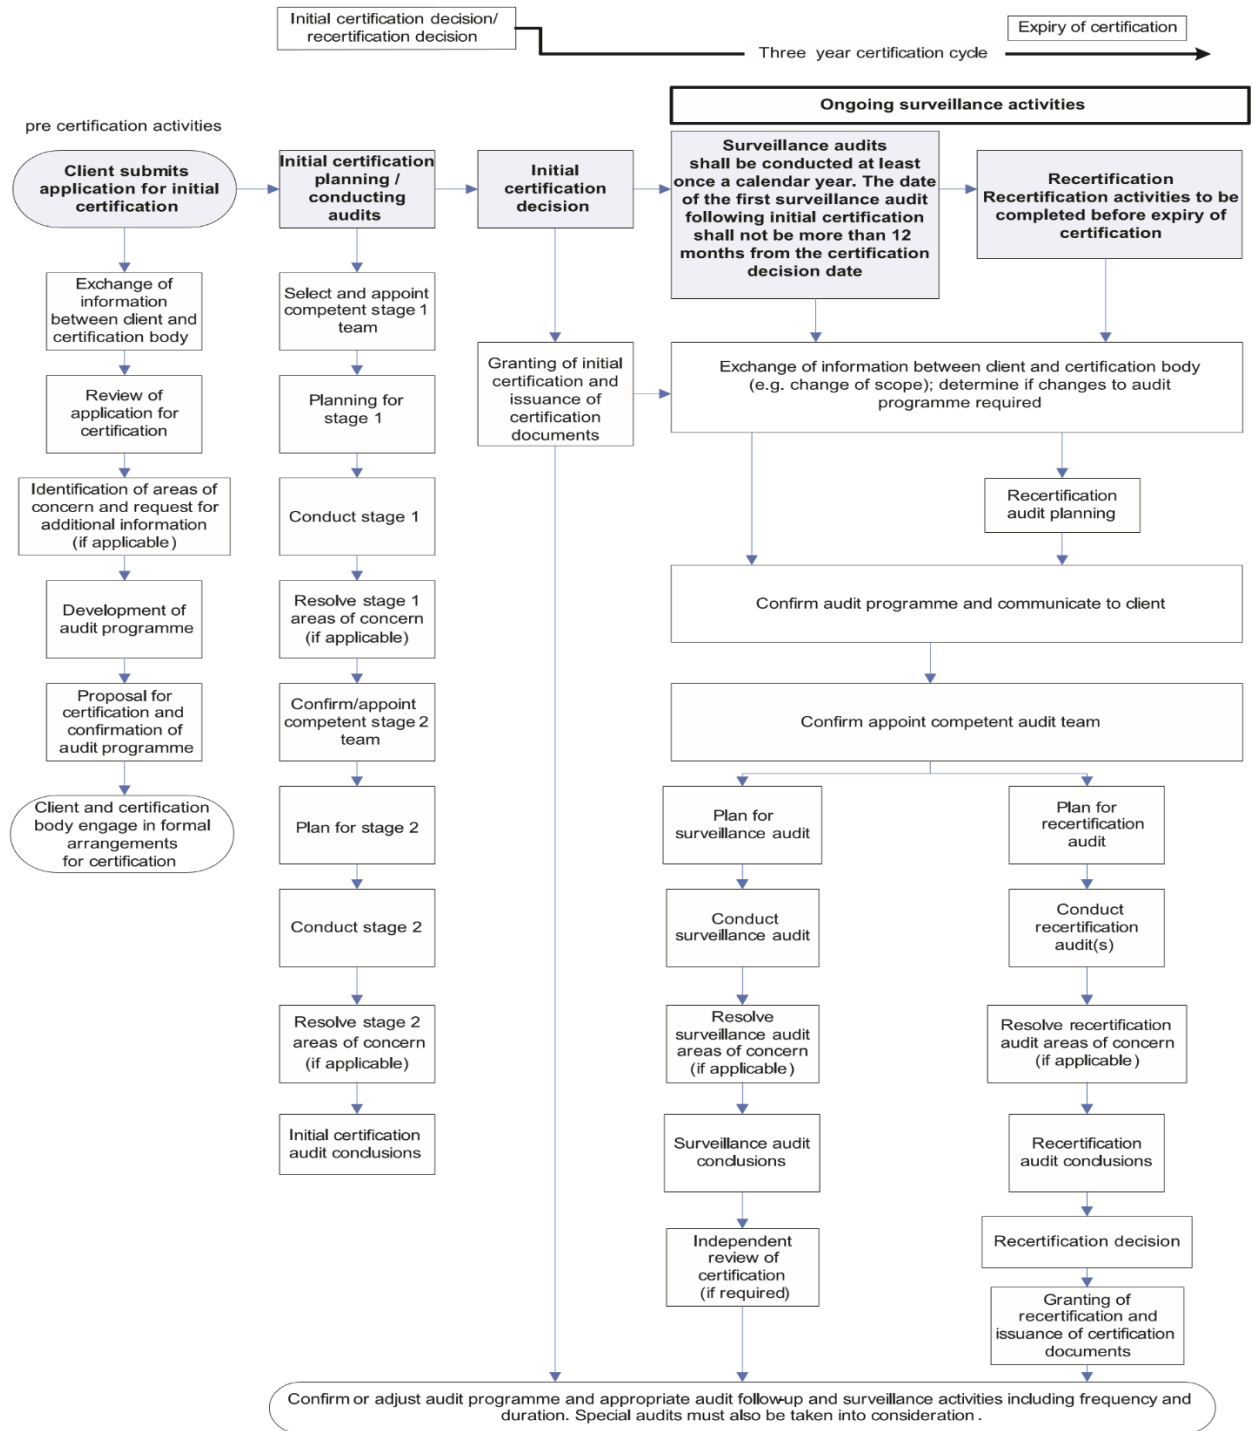 Initial certification decision/
recertification decision
Expiry of certification
Three year certification cycle
Ongoing surveillance activities
pre certification activities
Client submits
application for initial
certification
Initial certification
planning /
conducting audits
Initial
certification
decision
Surveillance audits
shall be conducted at least
once a calendar year. The date
of the first surveillance audit
following initial certification
shall not be more than 12
months from the certification
decision date
Recertification
Recertification activities to be
completed before expiry of
certification
Exchange of
information
between client and
certification body
Review of
application for
certification
Identification of areas of
concern and request for
additional information
(if applicable)
Development of
audit programme
Proposal for
certification and
confirmation of
audit programme
Client and certification
body engage in formal
arrangements
for certification
Select and appoint
competent stage 1
team
Planning for
stage 1
Conduct stage 1
Resolve stage 1
areas of concern
(if applicable)
Confirm/appoint
competent stage 2
team
Plan for stage 2
Conduct stage 2
Resolve stage 2
areas of concern
(if applicable)
Initial certification
audit conclusions
Granting of initial
certification and
issuance of
certification
documents
Exchange of information between client and certification body
(e.g. change of scope); determine if changes to audit
programme required
Recertification
audit planning
Confirm audit programme and communicate to client
Confirm appoint competent audit team
Plan for
surveillance audit
Conduct
surveillance audit
Resolve
surveillance audit
areas of concern
(if applicable)
Surveillance audit
conclusions
Independent
review of
certification
(if required)
Plan for
recertification
audit
Conduct
recertification
audit(s)
Resolve recertification
audit areas of concern
(if applicable)
Recertification
audit conclusions
Recertification decision
Granting of
recertification and
issuance of certification
documents
Confirm or adjust audit programme and appropriate audit follow-up and surveillance activities including frequency and
duration. Special audits must also be taken into consideration .